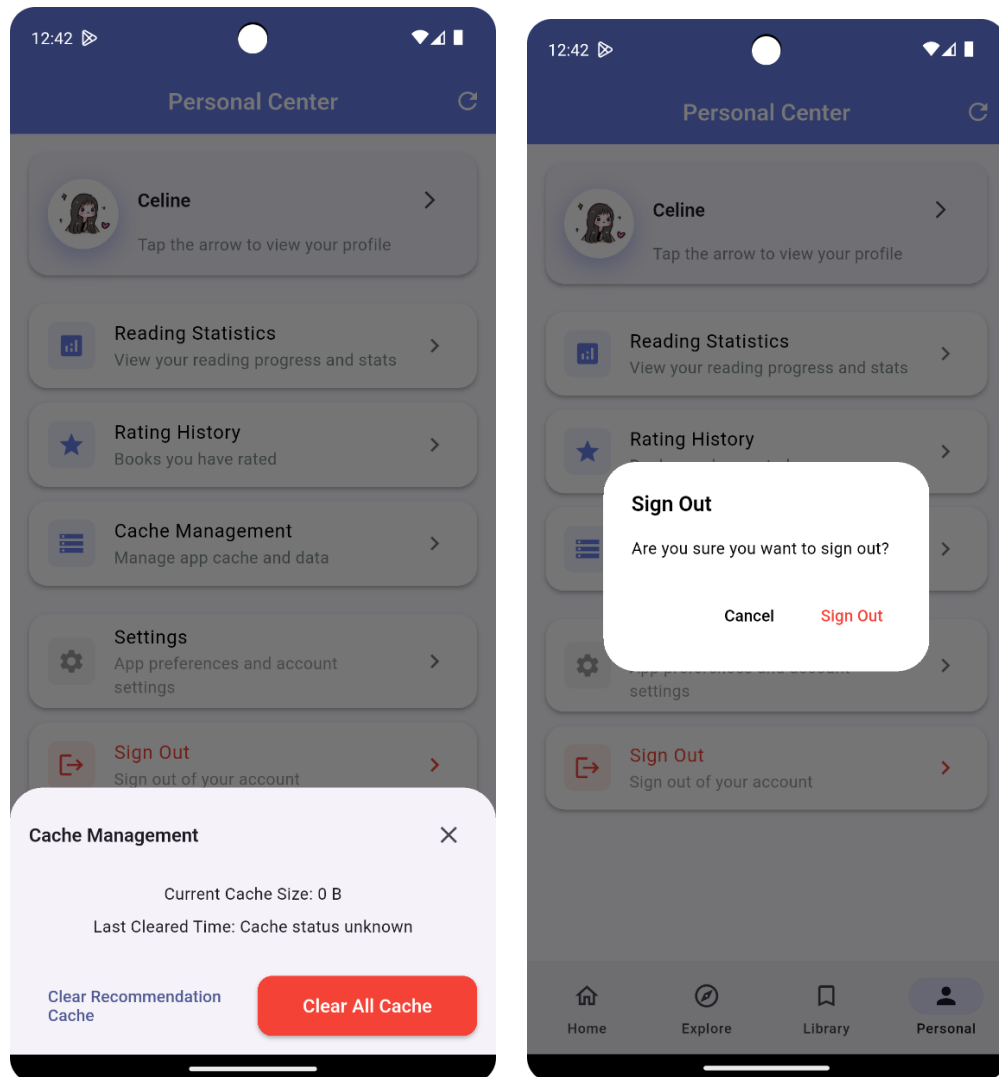 12:42
Personal Center
Celine
Tap the arrow to view your profile
Reading Statistics
View your reading progress and stats
Rating History
Books you have rated
Cache Management
Manage app cache and data
Settings
App preferences and account
settings
Sign Out
Sign out of your account
Cache Management
Current Cache Size: 0 B
Last Cleared Time: Cache status unknown
Clear Recommendation
Cache
Clear All Cache
12:42
Personal Center
Celine
Tap the arrow to view your profile
Reading Statistics
View your reading progress and stats
Rating History
Sign Out
Are you sure you want to sign out?
Cancel
Sign Out
App preferences and account
settings
Sign Out
Sign out of your account
Home
Explore
Library
Personal